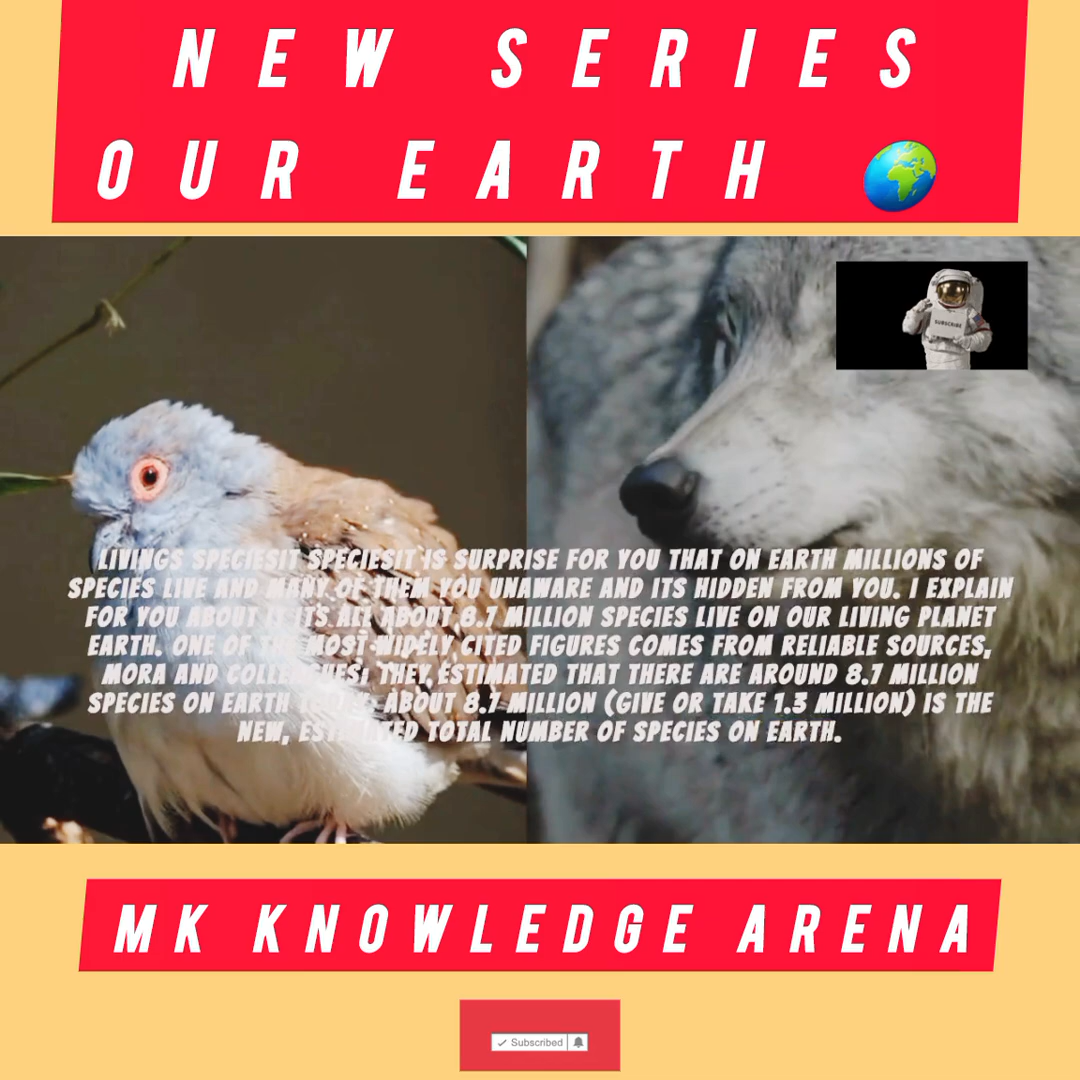 NEW SERIES
OUR EARTH
SUBSCRIBE
LIVINGS SPECIESIT SPECIESIT IS SURPRISE FOR YOU THAT ON EARTH MILLIONS OF
SPECIES LIVE AND MANY OF THEM YOU UNAWARE AND ITS HIDDEN FROM YOU. I EXPLAIN
FOR YOU ABOUT IT ITS ALL ABOUT 8.7 MILLION SPECIES LIVE ON OUR LIVING PLANET
EARTH. ONE OF THE MOST WIDELY CITED FIGURES COMES FROM RELIABLE SOURCES,
MORA AND COLLEAGUES; THEY ESTIMATED THAT THERE ARE AROUND 8.7 MILLION
SPECIES ON EARTH ABOUT 8.7 MILLION (GIVE OR TAKE 1.3 MILLION) IS THE
NEW, ESTIMATED TOTAL NUMBER OF SPECIES ON EARTH.
MK KNOWLEDGE ARENA
Subscribed